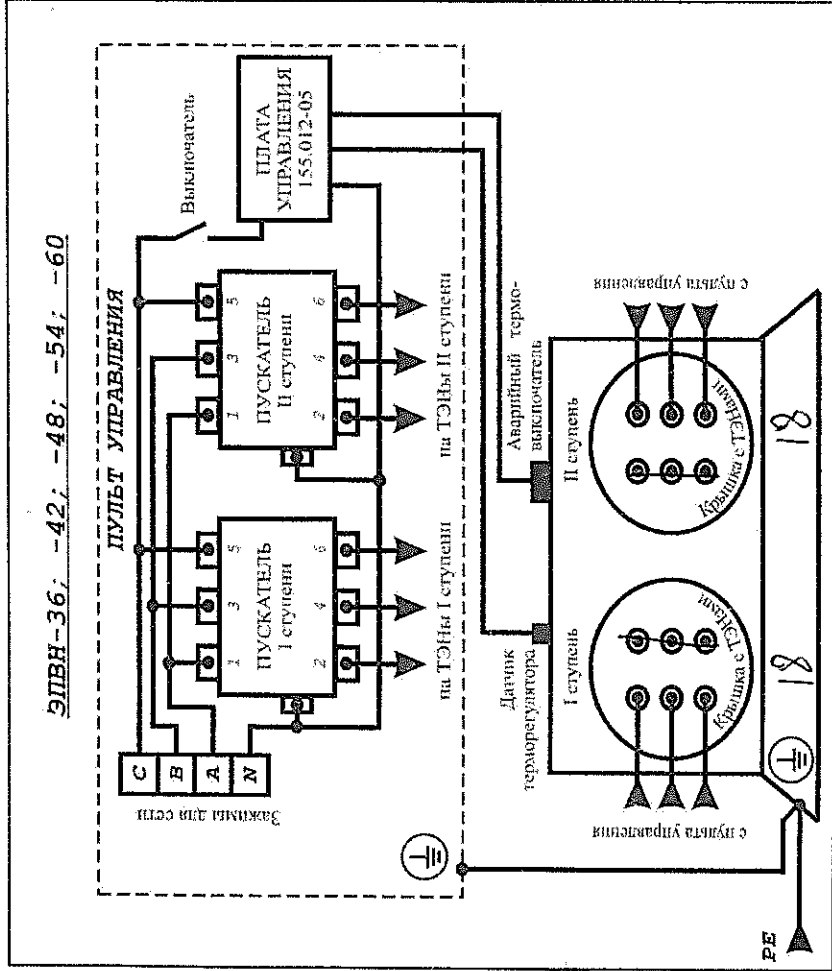 ЭПВН-36; -42; -48; -54; -60
ПУЛЬТ УПРАВЛЕНИЯ
Зажимы для сети
C
B
A
N
1
3
5
ПУСКАТЕЛЬ
I ступени
2
4
6
на ТЭНы I ступени
1
3
5
ПУСКАТЕЛЬ
II ступени
2
4
6
на ТЭНы II ступени
Выключатель
ПЛАТА
УПРАВЛЕНИЯ
155.012-05
Датчик
терморегулятора
Аварийный термо-
выключатель
I ступень
II ступень
с пульта управления
Крышка с ТЭНами
Крышка с ТЭНами
с пульта управления
18
18
PE